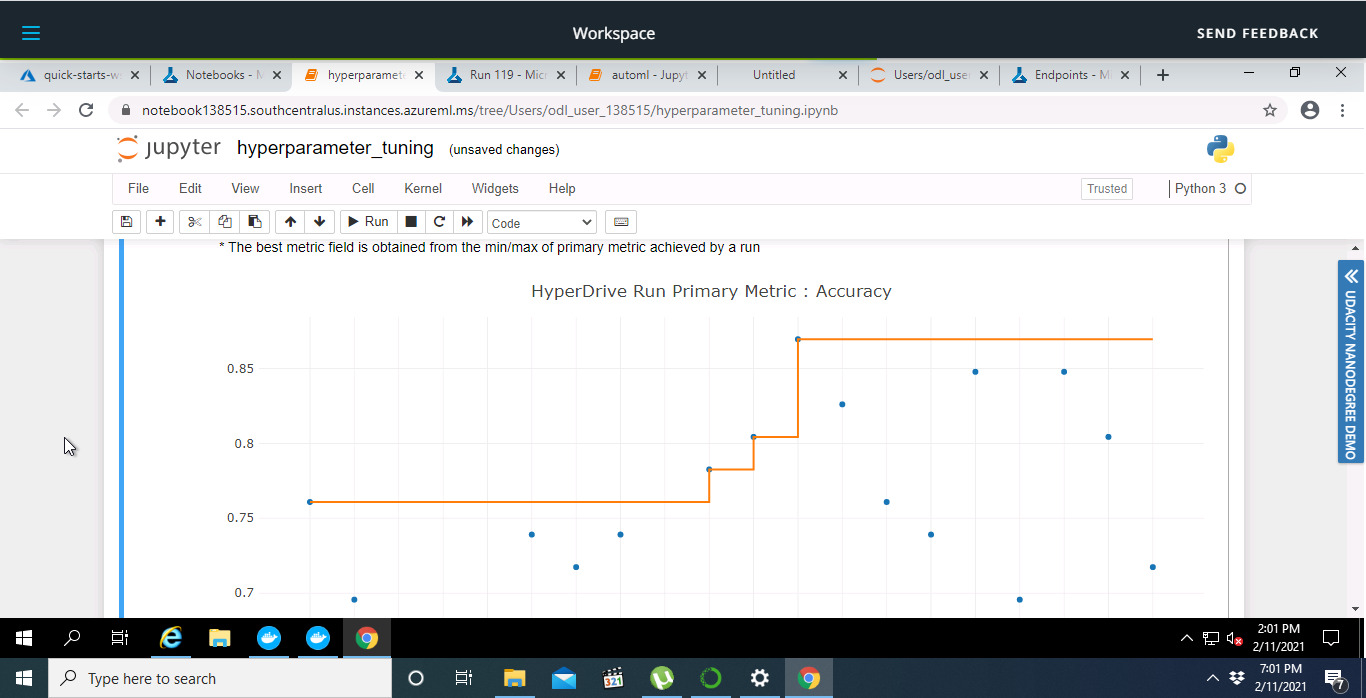 Workspace
SEND FEEDBACK
quick-starts-w
Notebooks - M
hyperparamet
Run 119 - Micr
automl - Jupyt
Untitled
Users/odl_use
Endpoints - Mi
notebook138515.southcentralus.instances.azureml.ms/tree/Users/odl_user_138515/hyperparameter_tuning.ipynb
jupyter hyperparameter_tuning (unsaved changes)
File Edit View Insert Cell Kernel Widgets Help
Trusted
Python 3
Run
Code
* The best metric field is obtained from the min/max of primary metric achieved by a run
HyperDrive Run Primary Metric : Accuracy
0.85
0.8
0.75
0.7
UDACITY NANODEGREE DEMO
2:01 PM
2/11/2021
Type here to search
321
7:01 PM
2/11/2021
7